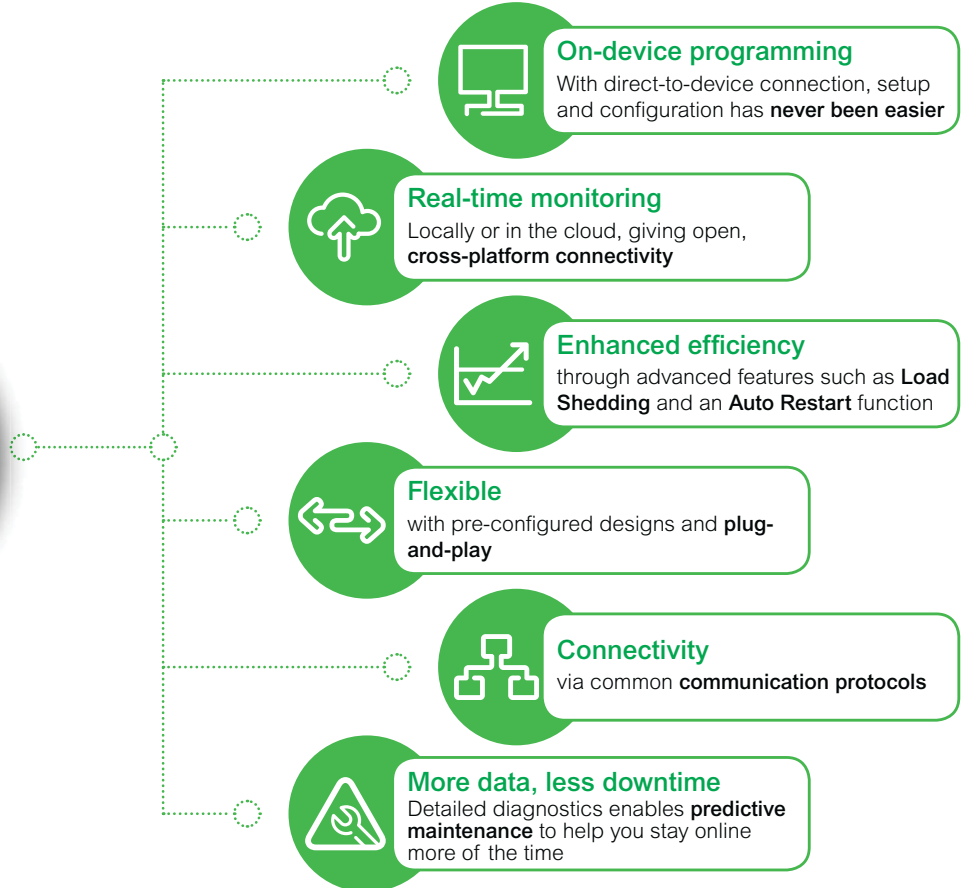 On-device programming
With direct-to-device connection, setup
and configuration has never been easier
Real-time monitoring
Locally or in the cloud, giving open,
cross-platform connectivity
Enhanced efficiency
through advanced features such as Load
Shedding and an Auto Restart function
Flexible
with pre-configured designs and plug-
and-play
Connectivity
via common communication protocols
More data, less downtime
Detailed diagnostics enables predictive
maintenance to help you stay online
more of the time